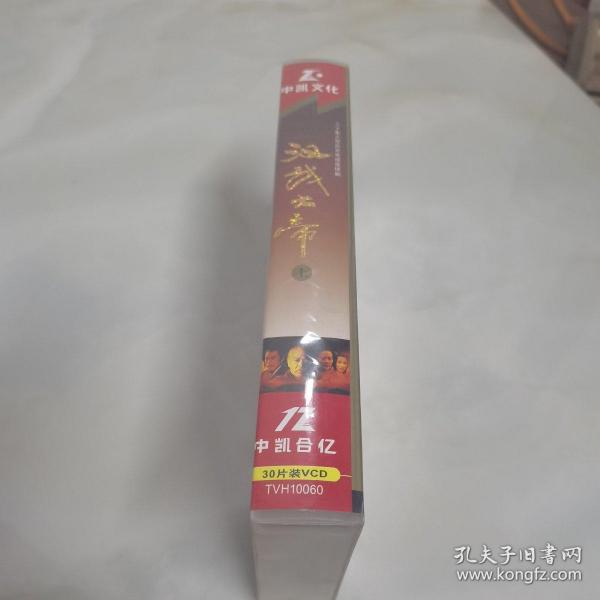 中凯文化
汉武大帝
上
12
中凯合亿
30片装VCD
TVH10060
孔夫子旧書网
www.kongfz.com